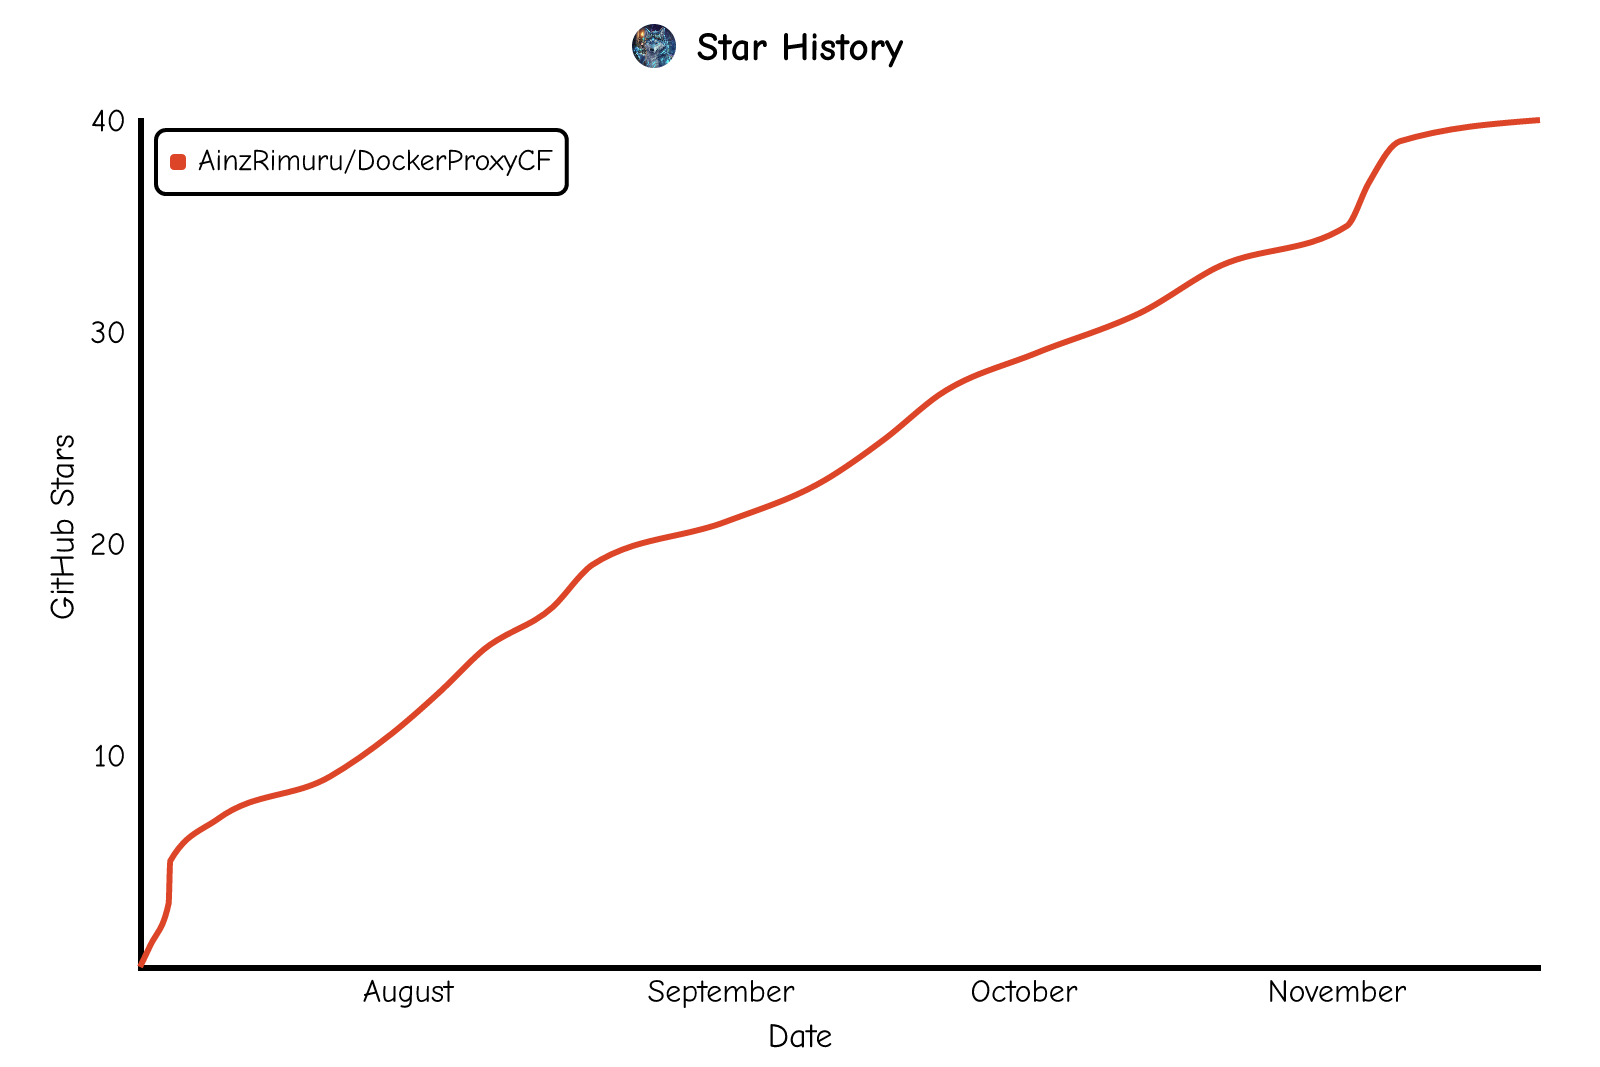 Star History
AinzRimuru/DockerProxyCF
40
30
20
10
GitHub Stars
August September October November
Date